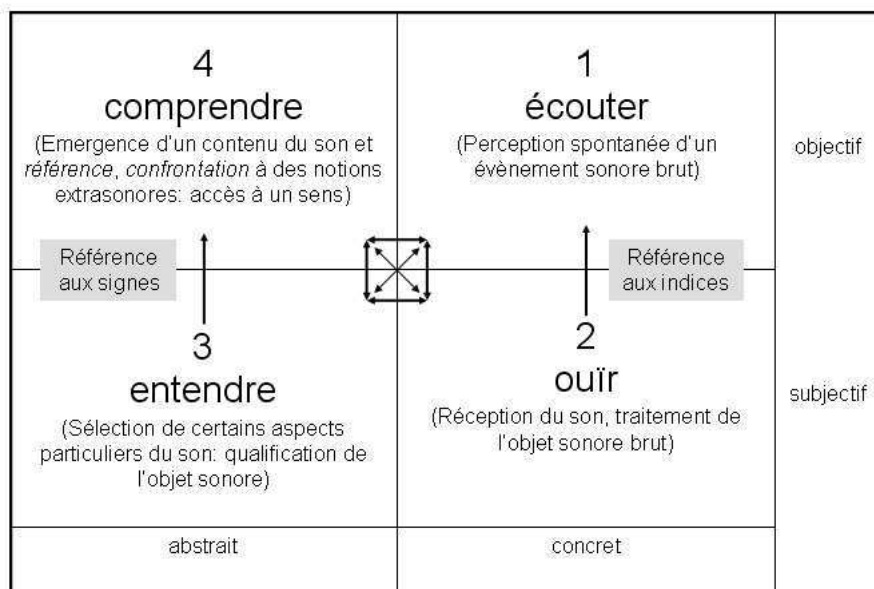 4
comprendre
(Emergence d'un contenu du son et
référence, confrontation à des notions
extrasonores: accès à un sens)
1
écouter
(Perception spontanée d'un
évènement sonore brut)
objectif
Référence
aux signes
Référence
aux indices
3
entendre
(Sélection de certains aspects
particuliers du son: qualification de
l'objet sonore)
2
ouïr
(Réception du son, traitement de
l'objet sonore brut)
subjectif
abstrait
concret